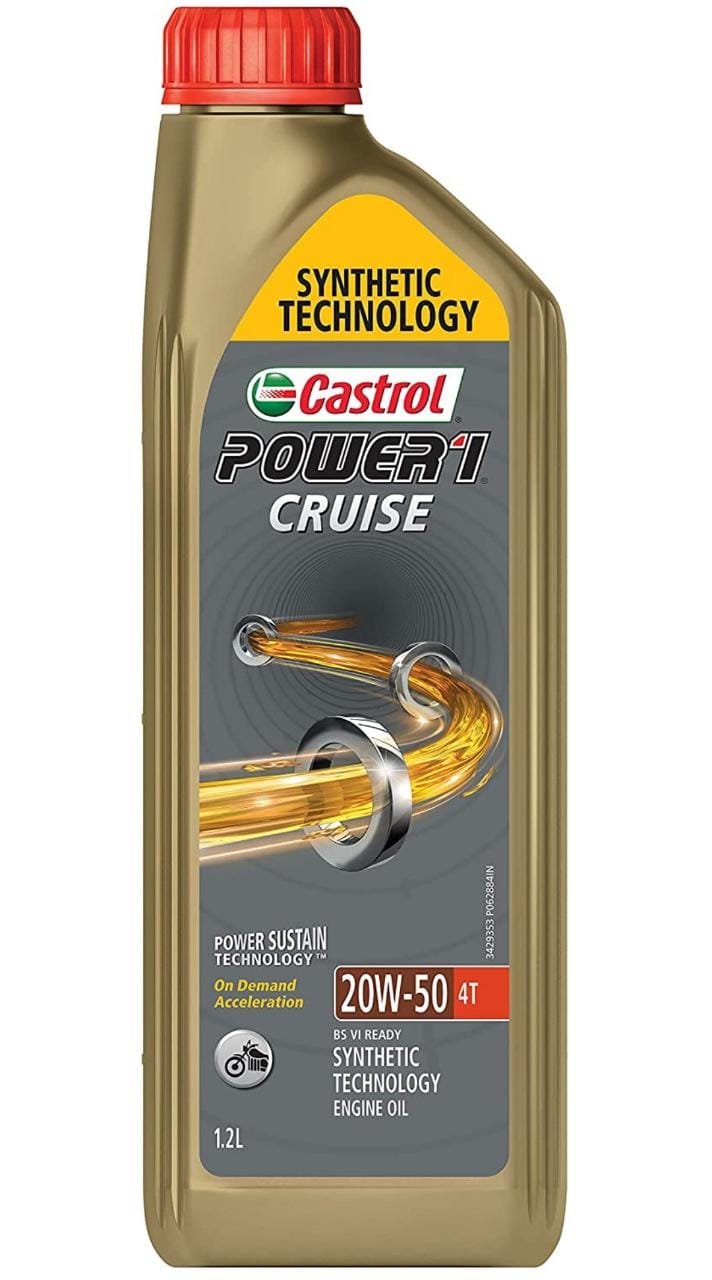 SYNTHETIC
TECHNOLOGY
Castrol
POWER1
CRUISE
3429353 P062884IN
POWER SUSTAIN
TECHNOLOGY™
On Demand
Acceleration
20W-50 4T
BS VI READY
SYNTHETIC
TECHNOLOGY
ENGINE OIL
1.2L